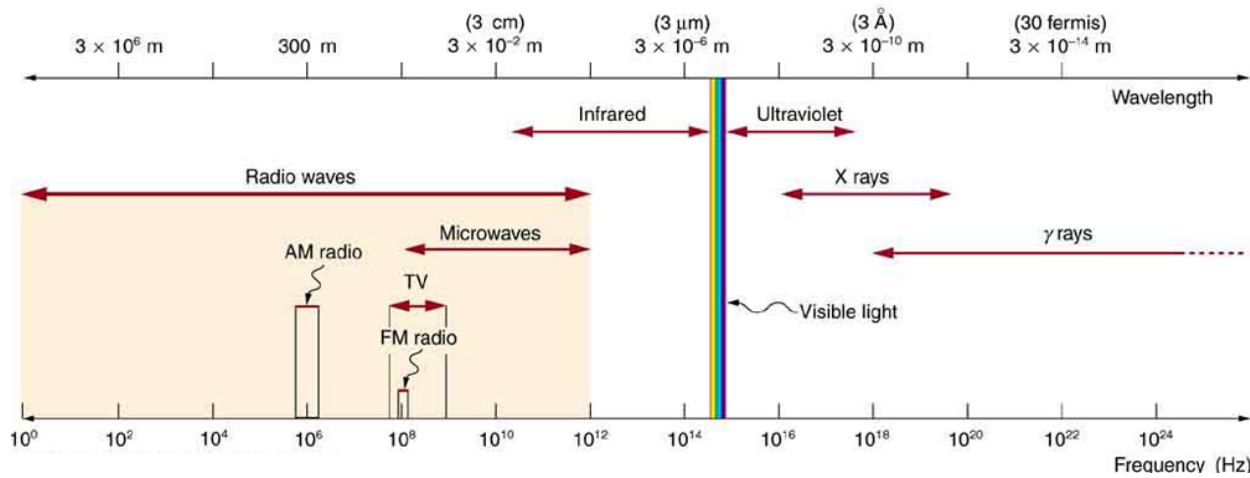 (3 cm) (3 μm) (3 Å) (30 fermis)
3 × 10⁶ m 300 m 3 × 10⁻² m 3 × 10⁻⁶ m 3 × 10⁻¹⁰ m 3 × 10⁻¹⁴ m
Wavelength
Infrared Ultraviolet
Radio waves X rays
Microwaves γ rays
AM radio
TV
Visible light
FM radio
10⁰ 10² 10⁴ 10⁶ 10⁸ 10¹⁰ 10¹² 10¹⁴ 10¹⁶ 10¹⁸ 10²⁰ 10²² 10²⁴
Frequency (Hz)